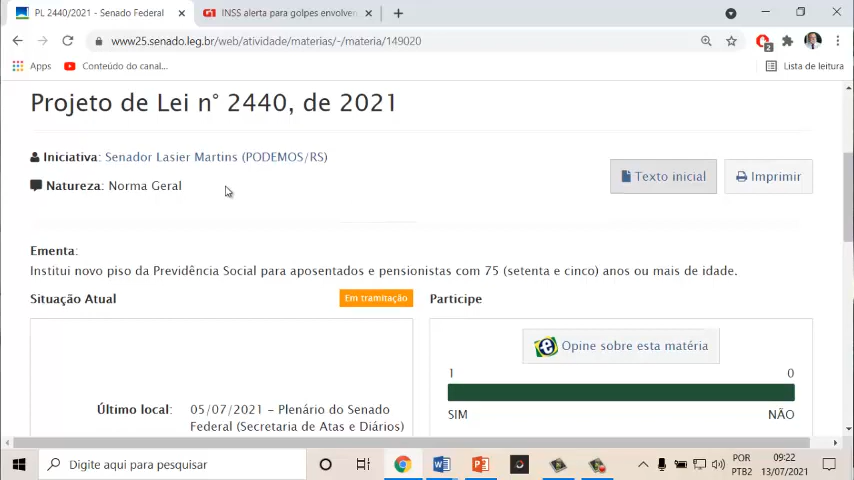 PL 2440/2021 - Senado Federal
G1
INSS alerta para golpes envolven
www25.senado.leg.br/web/atividade/materias/-/materia/149020
2
Apps
Conteúdo do canal...
Lista de leitura
Projeto de Lei n° 2440, de 2021
Iniciativa: Senador Lasier Martins (PODEMOS/RS)
Natureza: Norma Geral
Texto inicial
Imprimir
Ementa:
Institui novo piso da Previdência Social para aposentados e pensionistas com 75 (setenta e cinco) anos ou mais de idade.
Situação Atual
Em tramitação
Participe
Opine sobre esta matéria
1
0
SIM
NÃO
Último local: 05/07/2021 - Plenário do Senado
Federal (Secretaria de Atas e Diários)
Digite aqui para pesquisar
POR
PTB2
09:22
13/07/2021